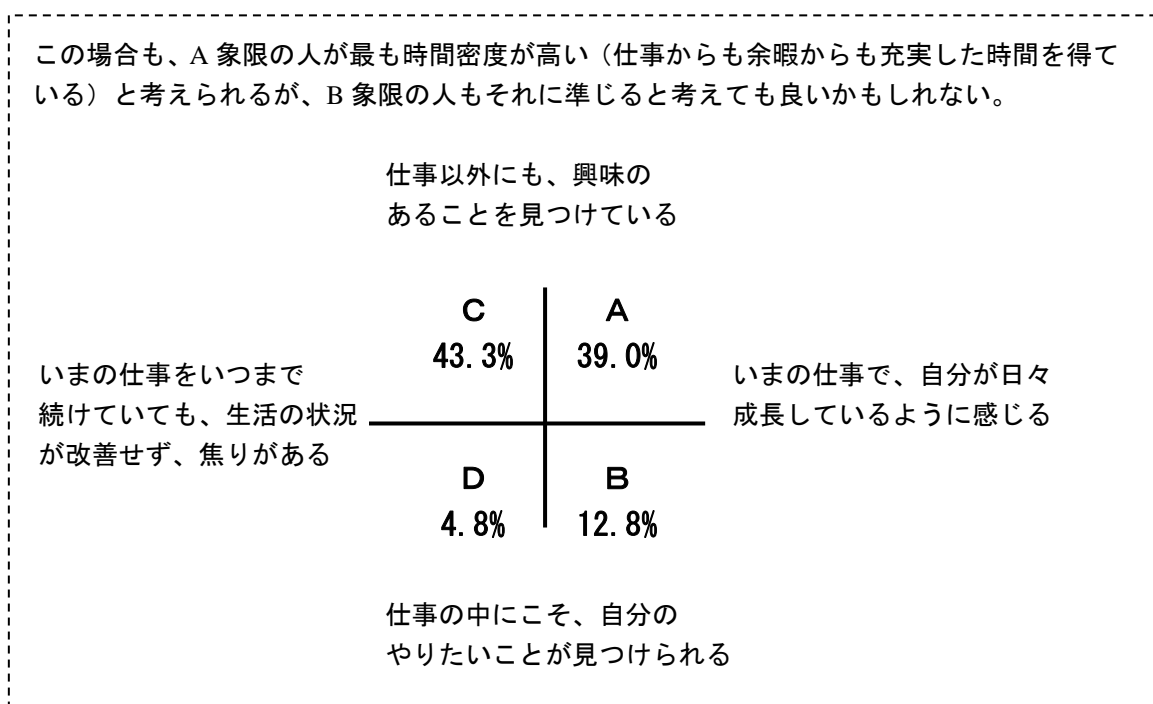 この場合も、A 象限の人が最も時間密度が高い（仕事からも余暇からも充実した時間を得て
いる）と考えられるが、B 象限の人もそれに準じると考えても良いかもしれない。
仕事以外にも、興味の
あることを見つけている
C
43.3%
A
39.0%
いまの仕事をいつまで
続けていても、生活の状況
が改善せず、焦りがある
いまの仕事で、自分が日々
成長しているように感じる
D
4.8%
B
12.8%
仕事の中にこそ、自分の
やりたいことが見つけられる